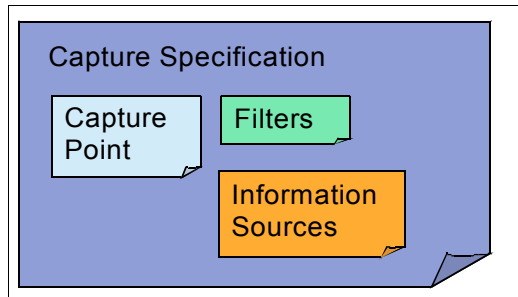 Capture Specification
Capture
Point
Filters
Information
Sources